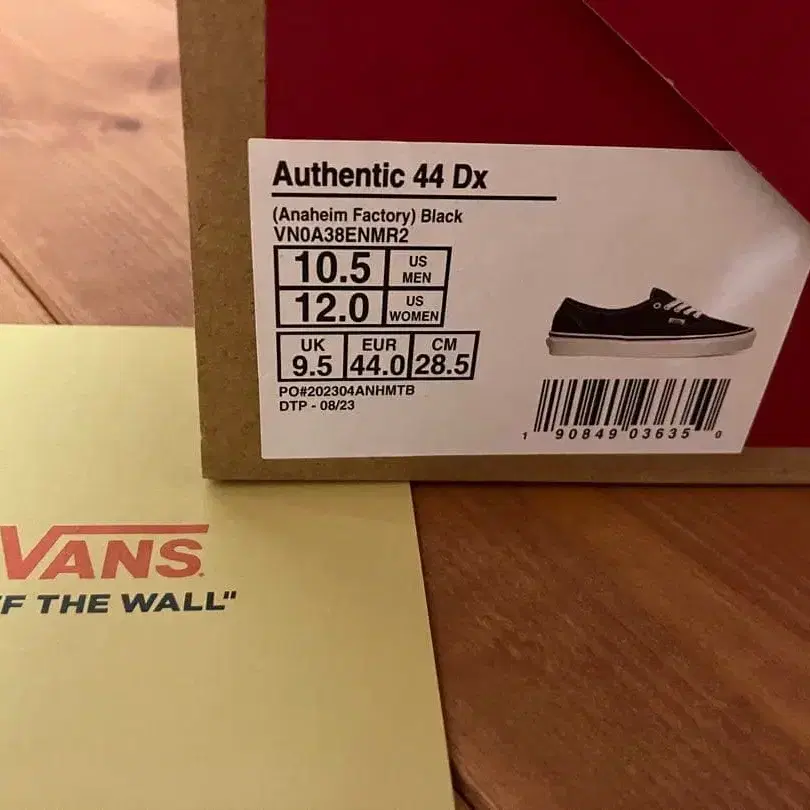 Authentic 44 Dx
(Anaheim Factory) Black
VN0A38ENMR2
10.5 US MEN
12.0 US WOMEN
UK EUR CM
9.5 44.0 28.5
PO#202304ANHMTB
DTP - 08/23
1 90849 03635 0
VANS
F THE WALL"